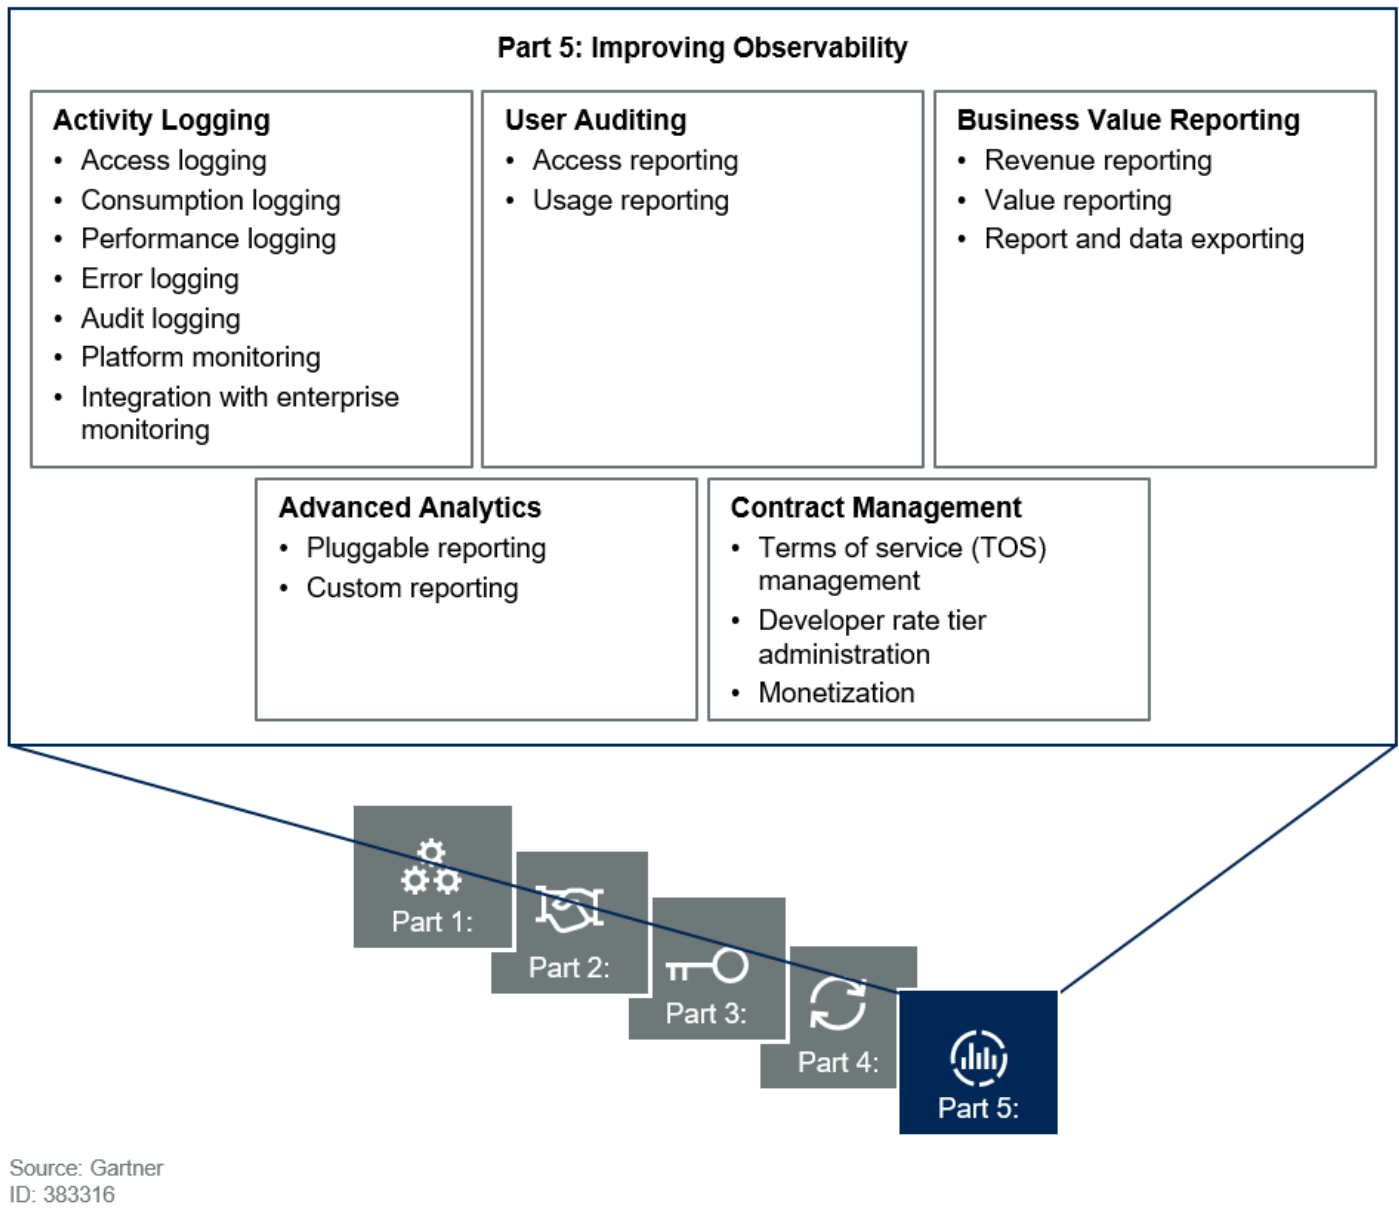 Part 5: Improving Observability
Activity Logging
• Access logging
• Consumption logging
• Performance logging
• Error logging
• Audit logging
• Platform monitoring
• Integration with enterprise
monitoring
User Auditing
• Access reporting
• Usage reporting
Business Value Reporting
• Revenue reporting
• Value reporting
• Report and data exporting
Advanced Analytics
• Pluggable reporting
• Custom reporting
Contract Management
• Terms of service (TOS)
management
• Developer rate tier
administration
• Monetization
Part 1:
Part 2:
Part 3:
Part 4:
Part 5:
Source: Gartner
ID: 383316